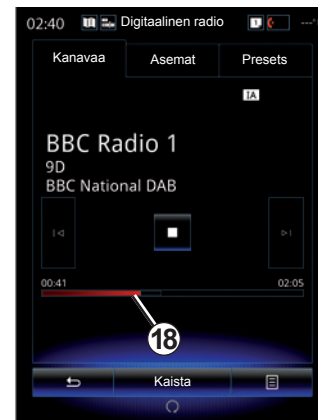 02:40 Digitaalinen radio
Kanavaa Asemat Presets
IA
BBC Radio 1
9D
BBC National DAB
00:41 02:05
18
Kaista